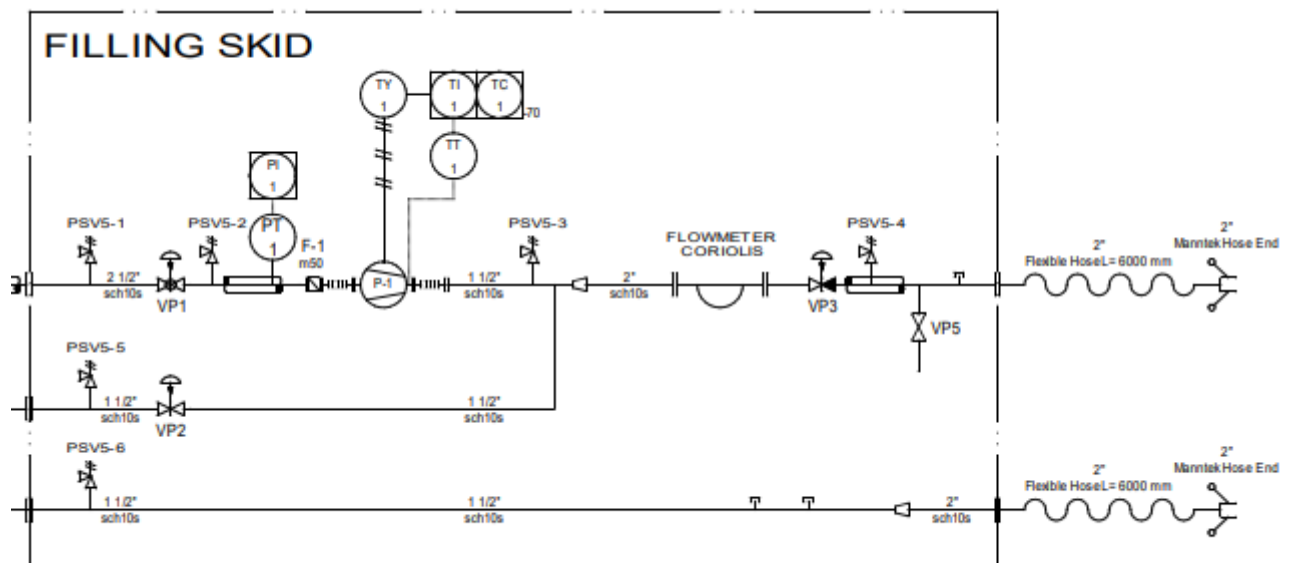 FILLING SKID
TY
1
TI
1
TC
1
-70
TT
1
PI
1
PT
1
PSV5-1
PSV5-2
F-1
m50
PSV5-3
FLOWMETER
CORIOLIS
PSV5-4
2"
Manntek Hose End
2"
Flexible HoseL= 6000 mm
2 1/2"
sch10s
VP1
P-1
1 1/2"
sch10s
2"
sch10s
VP3
VP5
PSV5-5
1 1/2"
sch10s
VP2
1 1/2"
sch10s
PSV5-6
1 1/2"
sch10s
1 1/2"
sch10s
2"
sch10s
2"
Flexible HoseL= 6000 mm
2"
Manntek Hose End